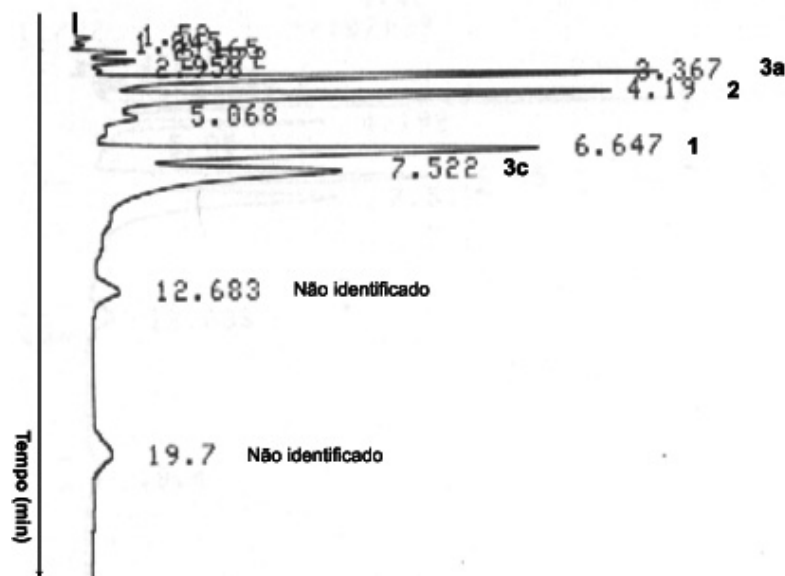 3.367 3a
4.19 2
5.068
6.647 1
7.522 3c
12.683 Não identificado
19.7 Não identificado
Tempo (min)